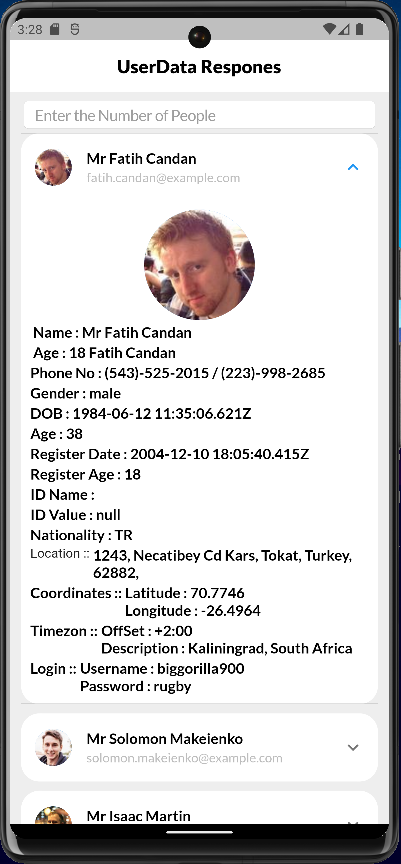 3:28
UserData Respones
Enter the Number of People
Mr Fatih Candan
fatih.candan@example.com
Name : Mr Fatih Candan
Age : 18 Fatih Candan
Phone No : (543)-525-2015 / (223)-998-2685
Gender : male
DOB : 1984-06-12 11:35:06.621Z
Age : 38
Register Date : 2004-12-10 18:05:40.415Z
Register Age : 18
ID Name :
ID Value : null
Nationality : TR
Location :: 1243, Necatibey Cd Kars, Tokat, Turkey,
62882,
Coordinates :: Latitude : 70.7746
Longitude : -26.4964
Timezon :: OffSet : +2:00
Description : Kaliningrad, South Africa
Login :: Username : biggorilla900
Password : rugby
Mr Solomon Makeienko
solomon.makeienko@example.com
Mr Isaac Martin